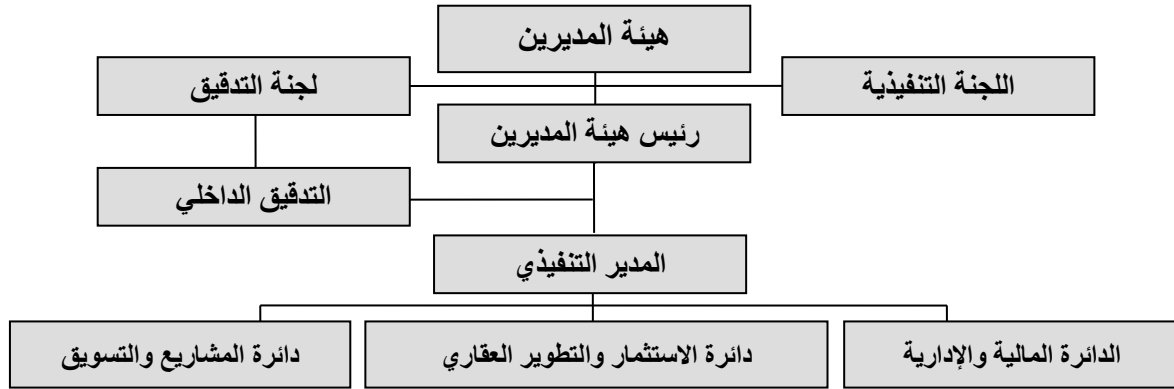 هيئة المديرين
اللجنة التنفيذية
لجنة التدقيق
رئيس هيئة المديرين
التدقيق الداخلي
المدير التنفيذي
الدائرة المالية والإدارية
دائرة الاستثمار والتطوير العقاري
دائرة المشاريع والتسويق